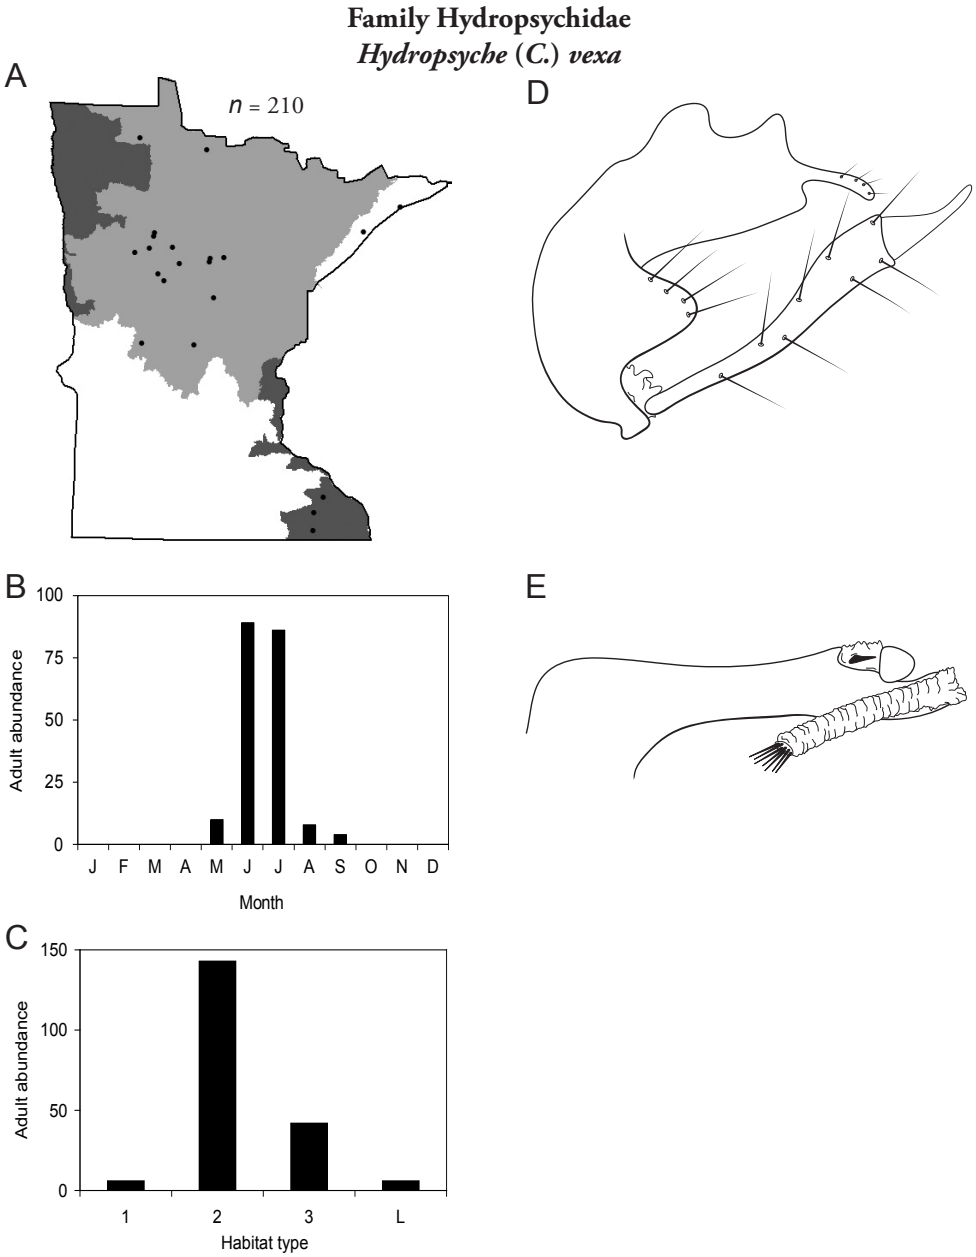 Family Hydropsychidae
Hydropsyche (C.) vexa
A
n = 210
D
B
100
75
50
25
0
Adult abundance
J F M A M J J A S O N D
Month
E
C
150
100
50
0
Adult abundance
1 2 3 L
Habitat type